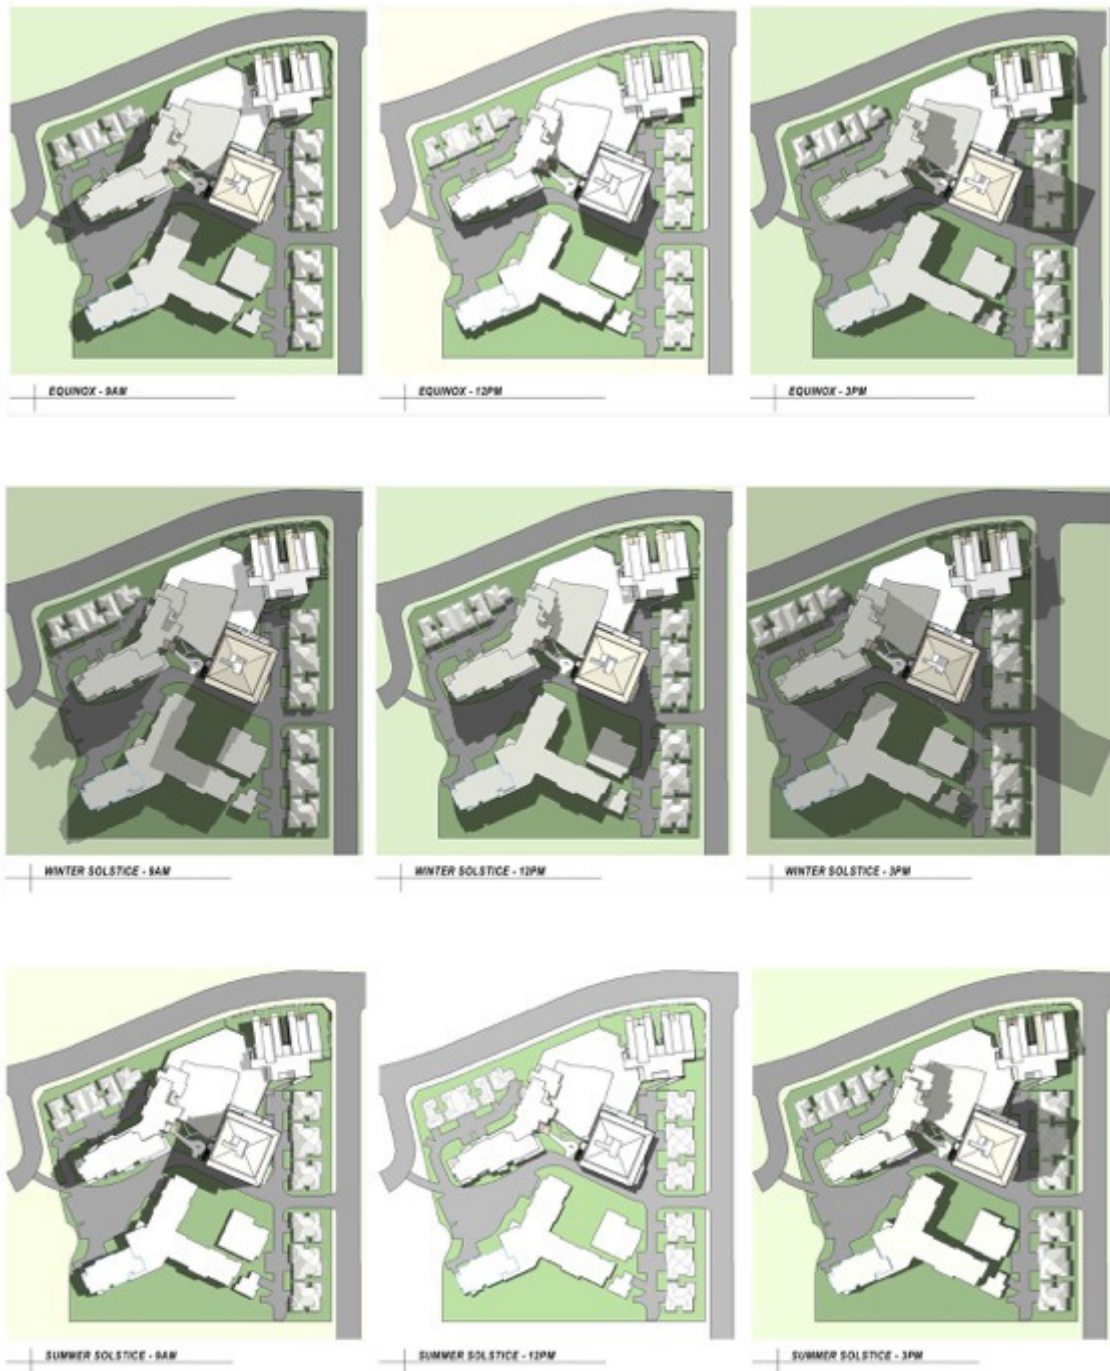 EQUINOX - 9AM
EQUINOX - 12PM
EQUINOX - 3PM
WINTER SOLSTICE - 9AM
WINTER SOLSTICE - 12PM
WINTER SOLSTICE - 3PM
SUMMER SOLSTICE - 9AM
SUMMER SOLSTICE - 12PM
SUMMER SOLSTICE - 3PM